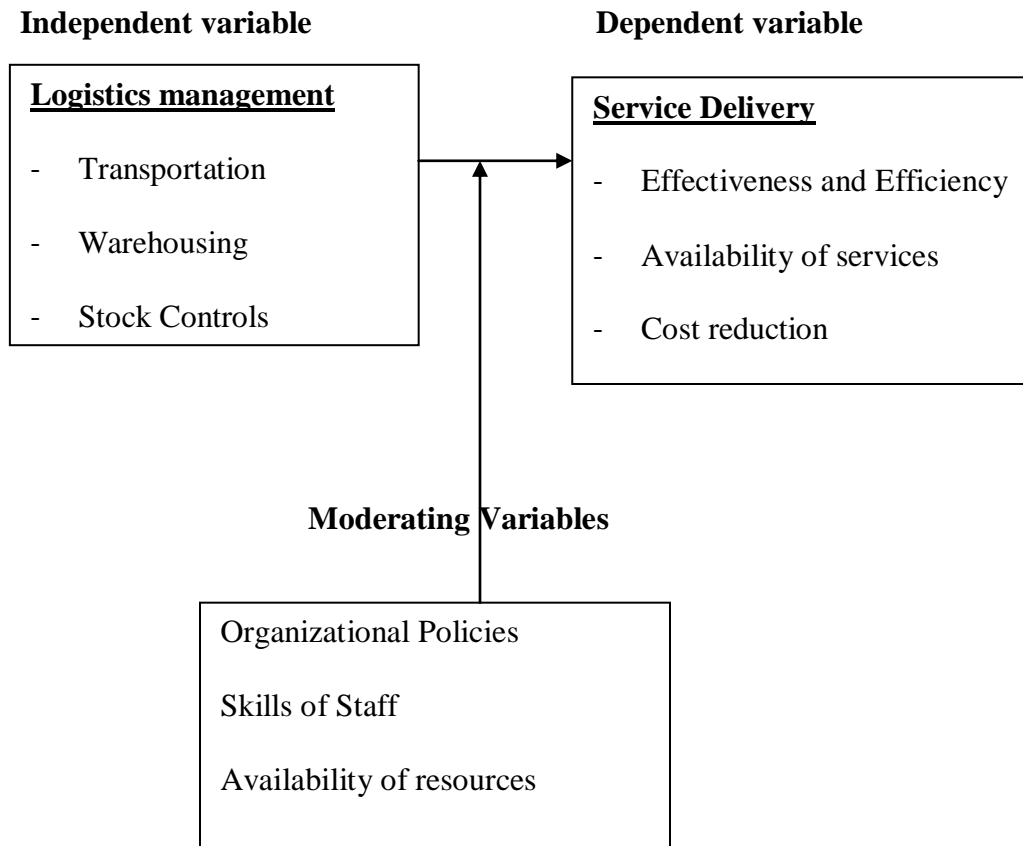 Independent variable
Dependent variable
Logistics management
- Transportation
- Warehousing
- Stock Controls
Service Delivery
- Effectiveness and Efficiency
- Availability of services
- Cost reduction
Moderating Variables
Organizational Policies
Skills of Staff
Availability of resources